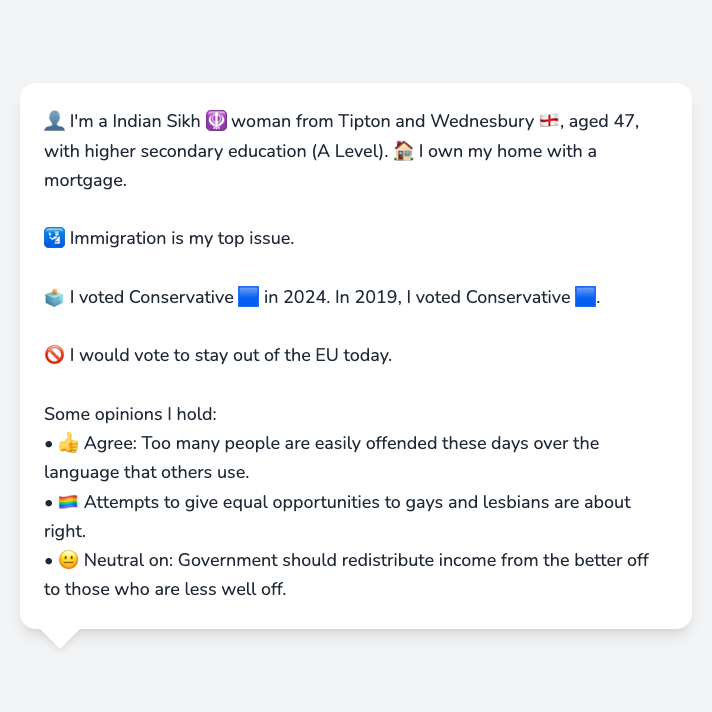 👤 I'm a Indian Sikh 🪯 woman from Tipton and Wednesbury 🏴󠁧󠁢󠁥󠁮󠁧󠁿, aged 47,
with higher secondary education (A Level). 🏠 I own my home with a
mortgage.
🛂 Immigration is my top issue.
🗳️ I voted Conservative 🟦 in 2024. In 2019, I voted Conservative 🟦.
🚫 I would vote to stay out of the EU today.
Some opinions I hold:
• 👍 Agree: Too many people are easily offended these days over the
language that others use.
• 🏳️‍🌈 Attempts to give equal opportunities to gays and lesbians are about
right.
• 😐 Neutral on: Government should redistribute income from the better off
to those who are less well off.